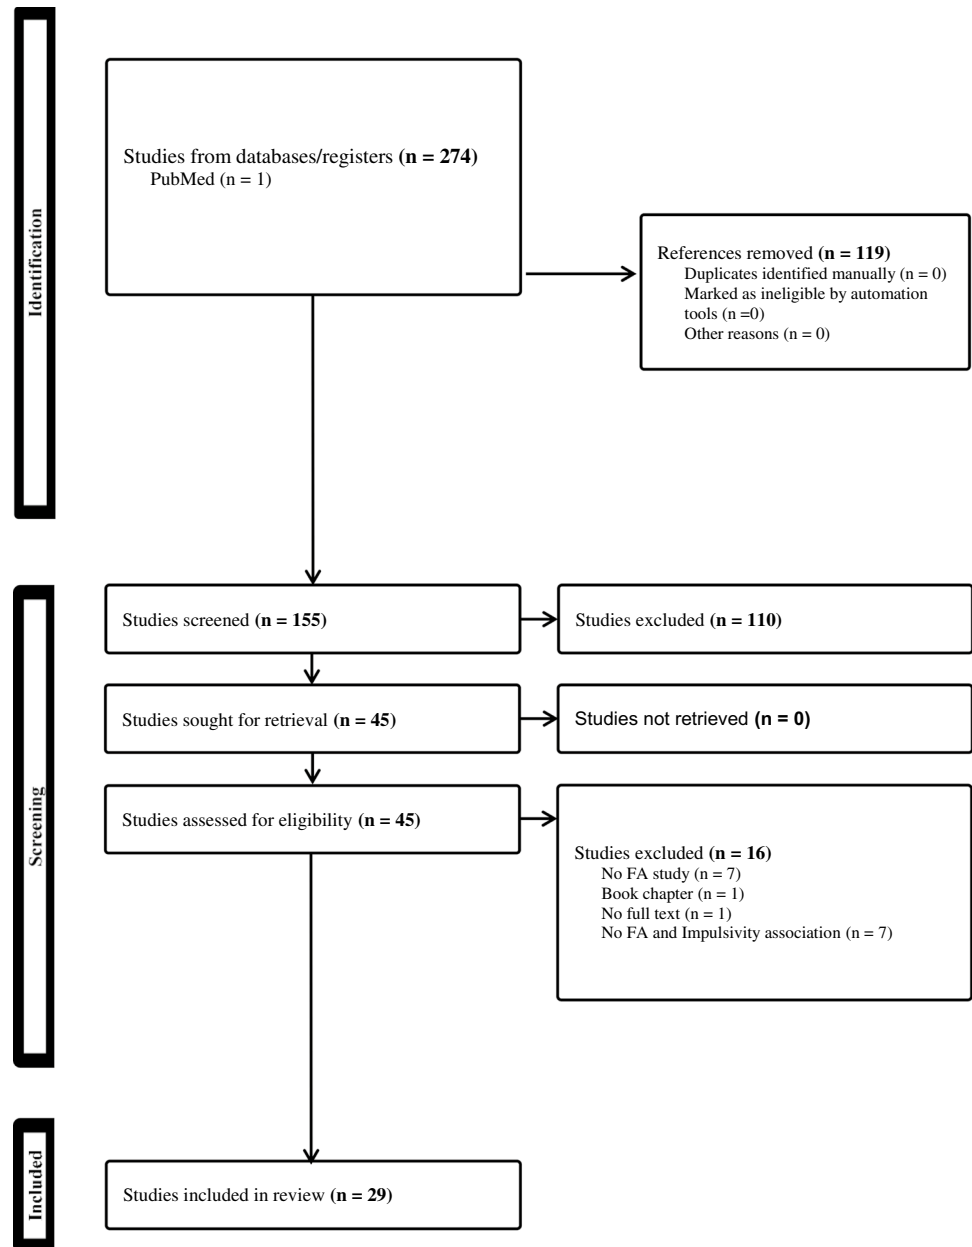 Identification
Studies from databases/registers (n = 274)
PubMed (n = 1)
References removed (n = 119)
Duplicates identified manually (n = 0)
Marked as ineligible by automation
tools (n =0)
Other reasons (n = 0)
Screening
Studies screened (n = 155)
Studies excluded (n = 110)
Studies sought for retrieval (n = 45)
Studies not retrieved (n = 0)
Studies assessed for eligibility (n = 45)
Studies excluded (n = 16)
No FA study (n = 7)
Book chapter (n = 1)
No full text (n = 1)
No FA and Impulsivity association (n = 7)
Included
Studies included in review (n = 29)